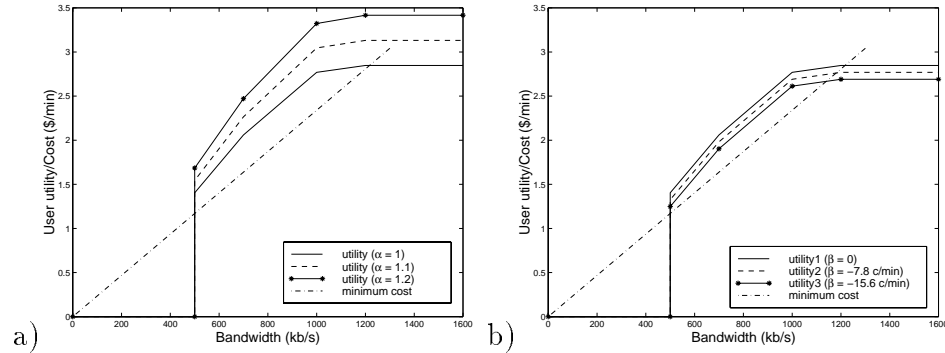 3.5
3
2.5
2
1.5
1
0.5
0
User utility/Cost ($/min)
0 200 400 600 800 1000 1200 1400 1600
Bandwidth (kb/s)
utility (α = 1)
utility (α = 1.1)
utility (α = 1.2)
minimum cost
a)
3.5
3
2.5
2
1.5
1
0.5
0
User utility/Cost ($/min)
0 200 400 600 800 1000 1200 1400 1600
Bandwidth (kb/s)
utility1 (β = 0)
utility2 (β = −7.8 c/min)
utility3 (β = −15.6 c/min)
minimum cost
b)